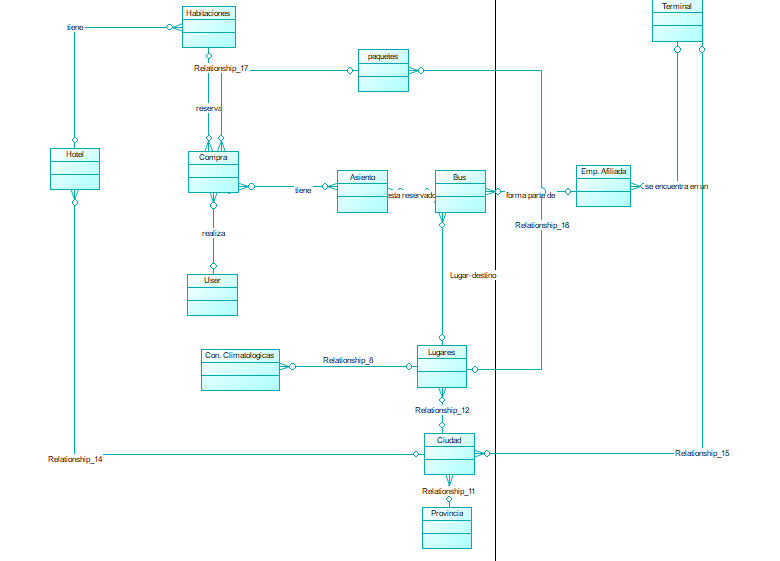 Habitaciones
Terminal
tiene
paquetes
Relationship_17
reserva
Hotel
Compra
Asiento
Bus
Emp. Afiliada
tiene
esta reservado
forma parte de
se encuentra en un
realiza
Relationship_16
User
Lugar-destino
Con. Climatologicas
Relationship_8
Lugares
Relationship_12
Ciudad
Relationship_14
Relationship_15
Relationship_11
Provincia